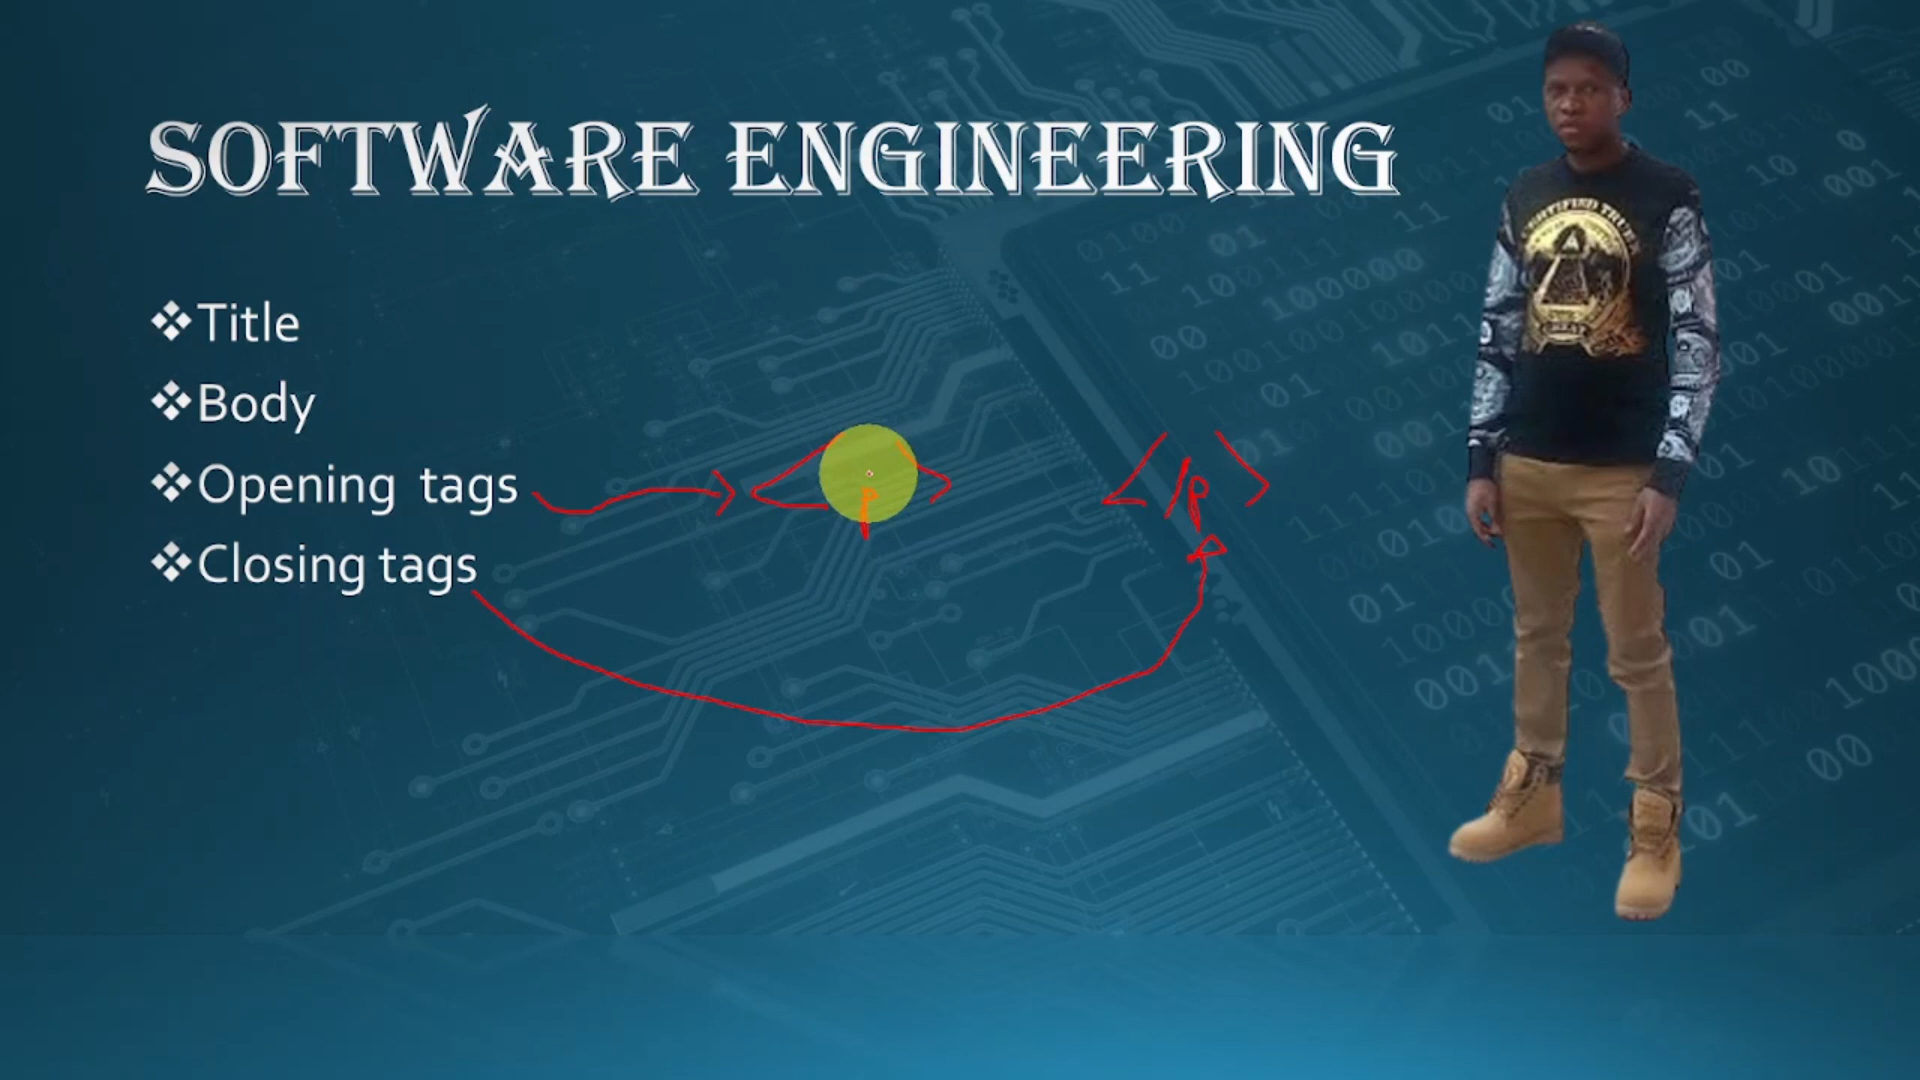 SOFTWARE ENGINEERING
❖Title
❖Body
❖Opening tags
<p> </p>
❖Closing tags